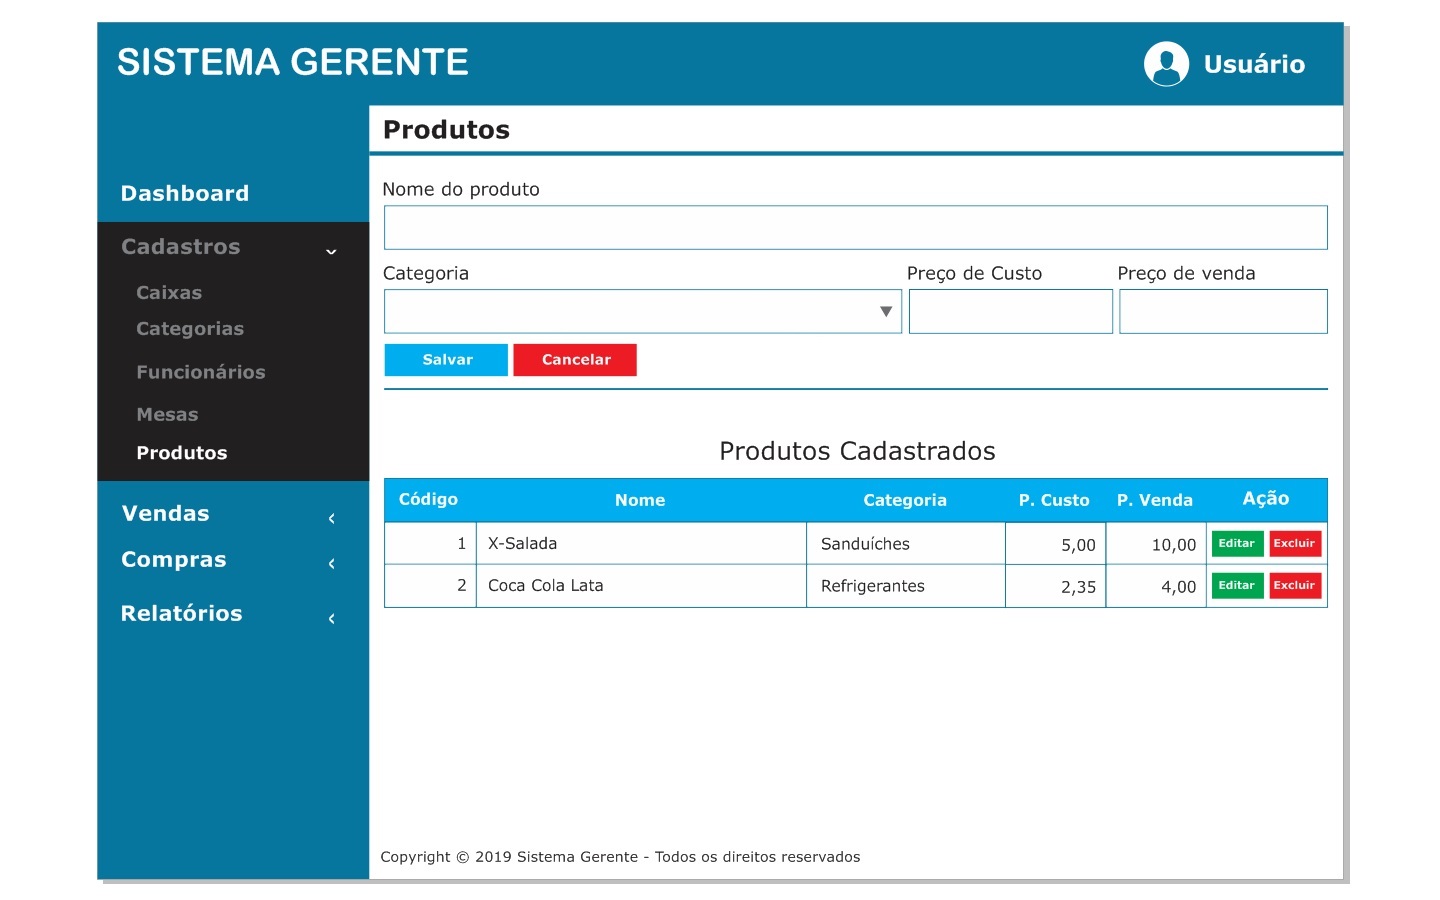 SISTEMA GERENTE
Usuário
Produtos
Dashboard
Cadastros
Caixas
Categorias
Funcionários
Mesas
Produtos
Vendas
Compras
Relatórios
Nome do produto
Categoria Preço de Custo Preço de venda
Salvar Cancelar
Produtos Cadastrados
Código Nome Categoria P. Custo P. Venda Ação
1 X-Salada Sanduíches 5,00 10,00 Editar Excluir
2 Coca Cola Lata Refrigerantes 2,35 4,00 Editar Excluir
Copyright © 2019 Sistema Gerente - Todos os direitos reservados